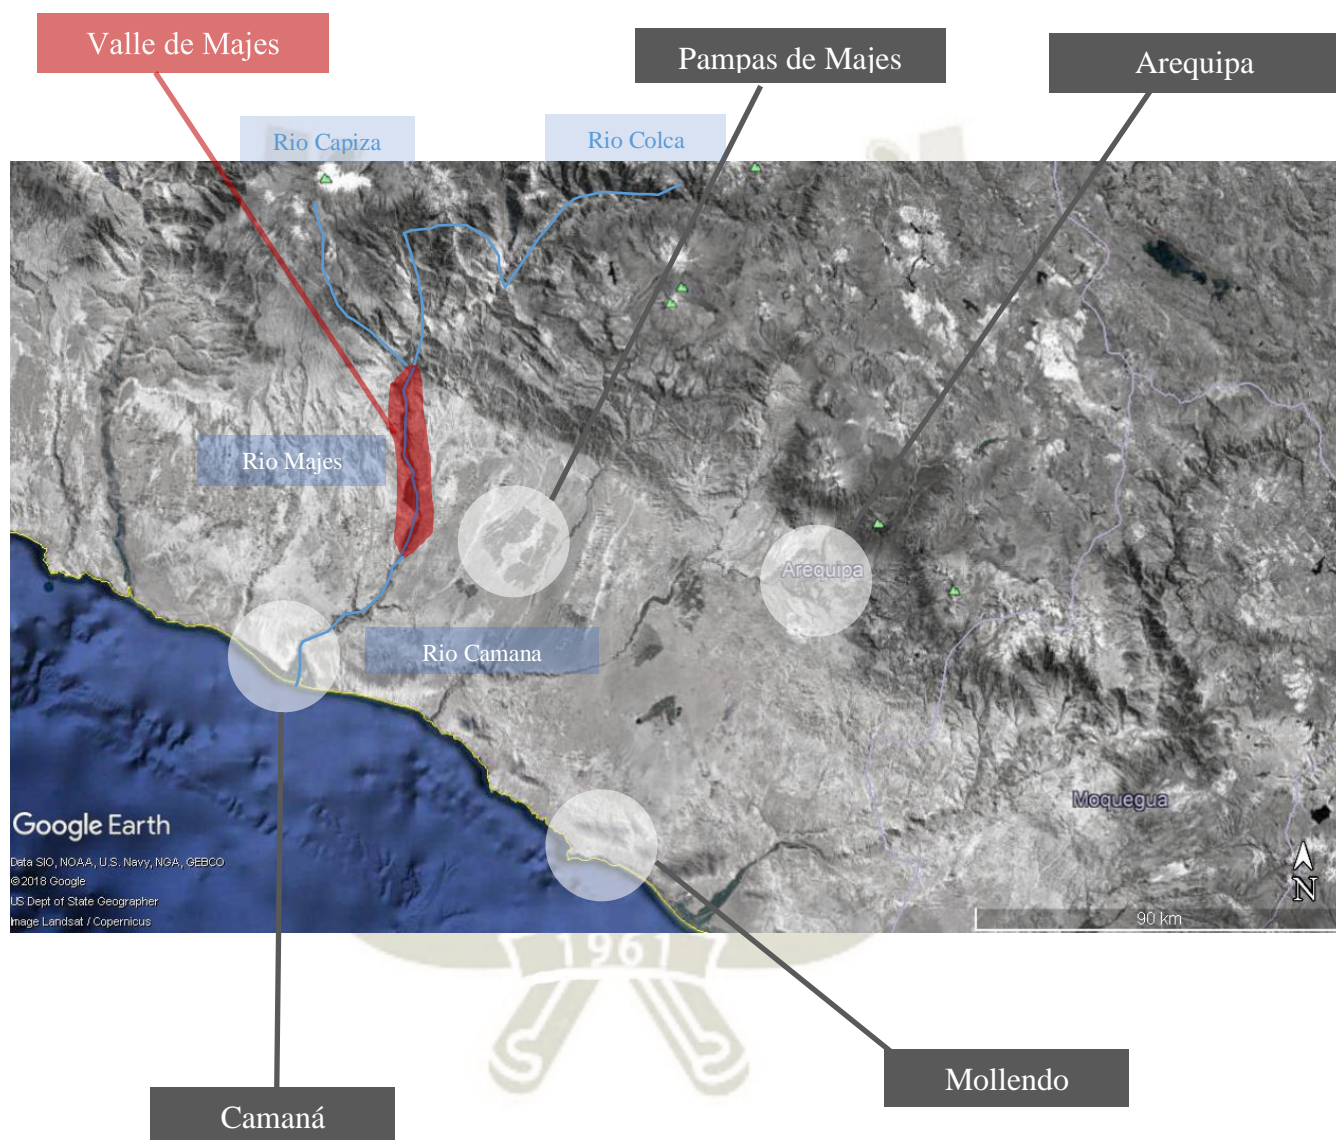 Valle de Majes
Pampas de Majes
Arequipa
Rio Capiza
Rio Colca
Rio Majes
Arequipa
Rio Camana
Moquegua
Google Earth
Data SIO, NOAA, U.S. Navy, NGA, GEBCO
©2018 Google
US Dept of State Geographer
Image Landsat / Copernicus
N
90 km
1961
Mollendo
Camaná